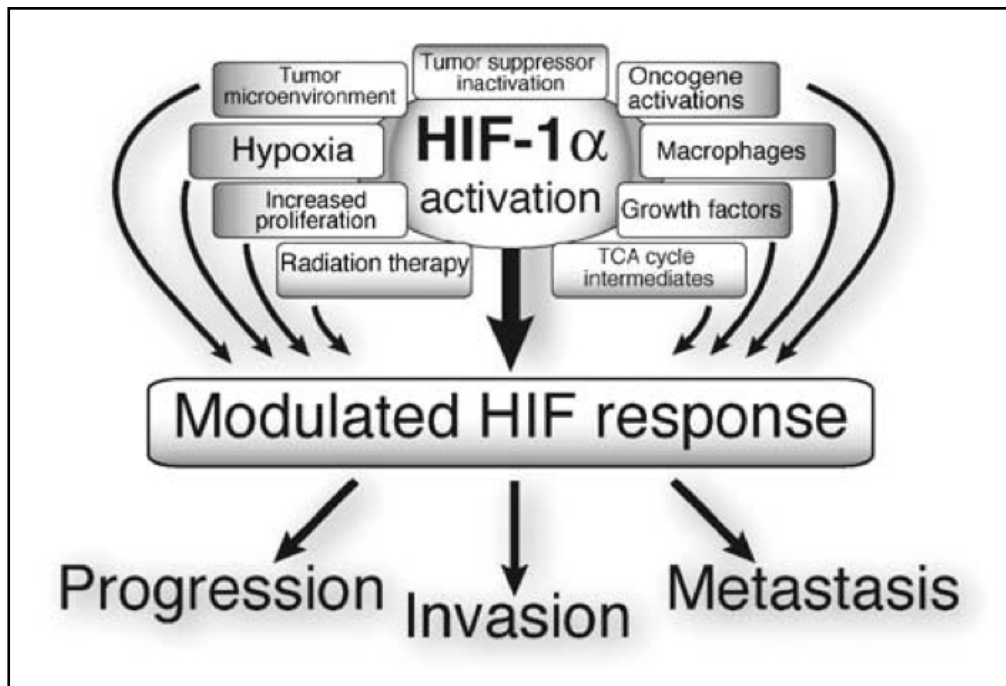 Tumor
microenvironment
Tumor suppressor
inactivation
Oncogene
activations
Hypoxia
HIF-1α
activation
Macrophages
Increased
proliferation
Growth factors
Radiation therapy
TCA cycle
intermediates
Modulated HIF response
Progression
Invasion
Metastasis